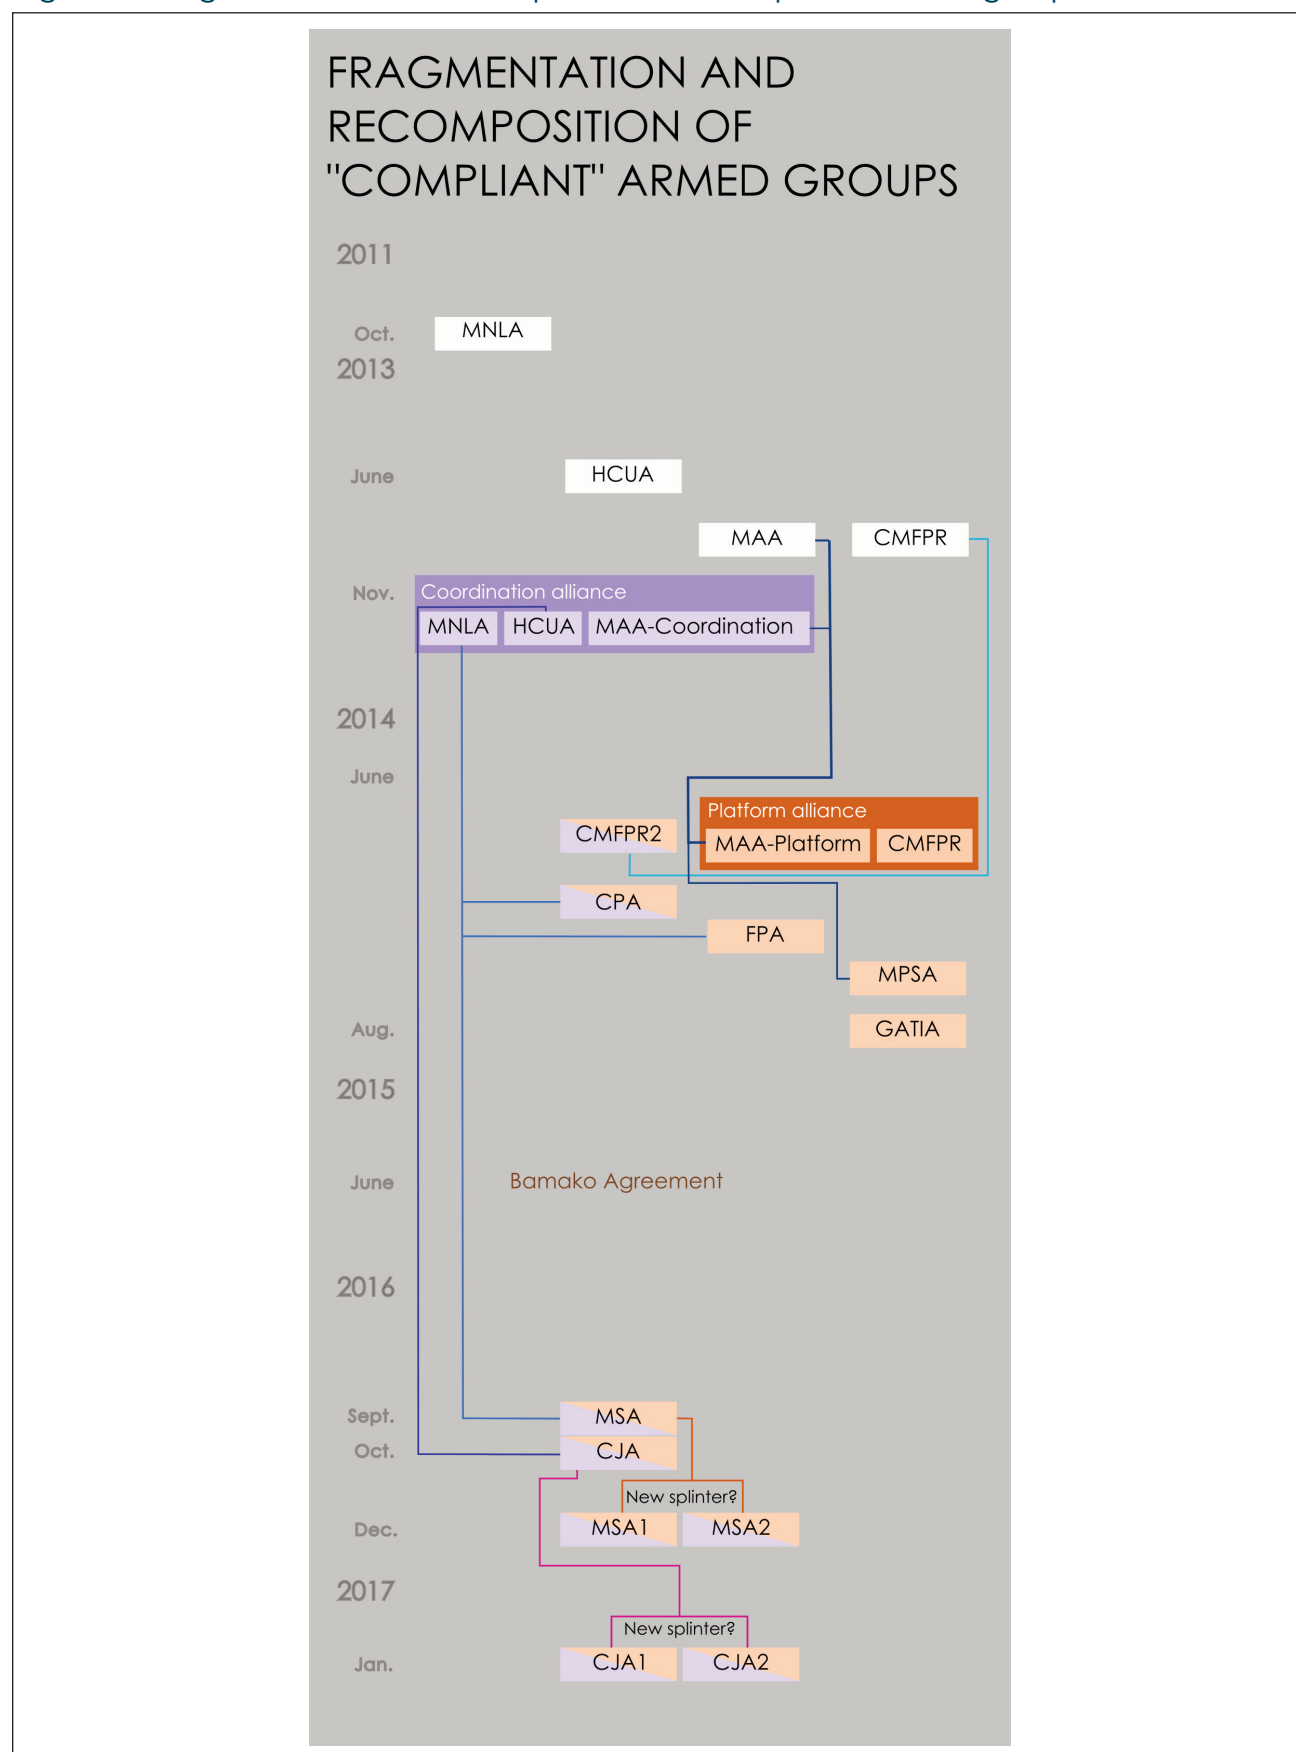 FRAGMENTATION AND
RECOMPOSITION OF
"COMPLIANT" ARMED GROUPS
2011
Oct. MNLA
2013
June HCUA
MAA CMFPR
Nov. Coordination alliance
MNLA HCUA MAA-Coordination
2014
June
Platform alliance
CMFPR2 MAA-Platform CMFPR
CPA
FPA
MPSA
Aug. GATIA
2015
June Bamako Agreement
2016
Sept. MSA
Oct. CJA
New splinter?
Dec. MSA1 MSA2
2017
New splinter?
Jan. CJA1 CJA2